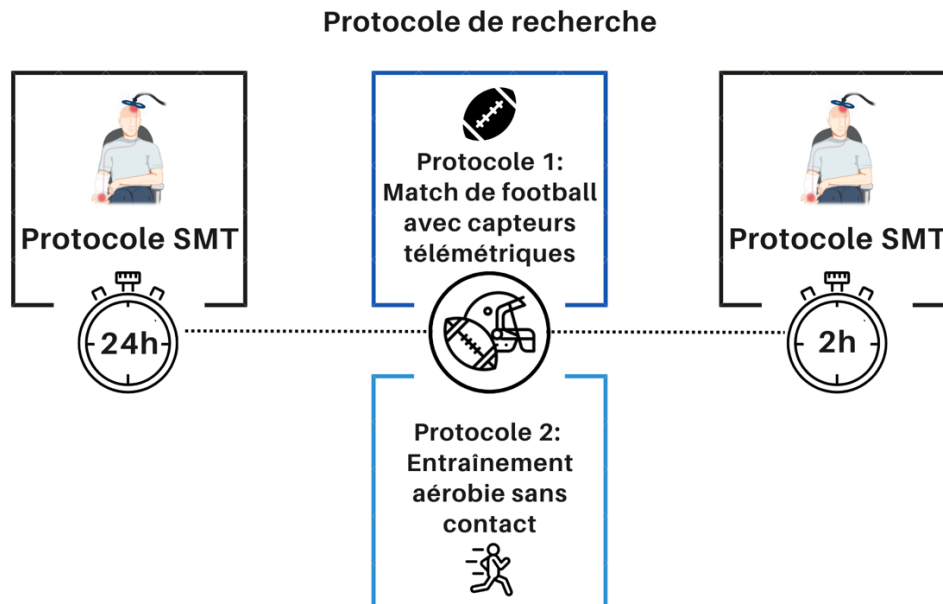 Protocole de recherche
Protocole SMT
24h
Protocole 1:
Match de football
avec capteurs
télémétriques
Protocole 2:
Entraînement
aérobie sans
contact
Protocole SMT
2h